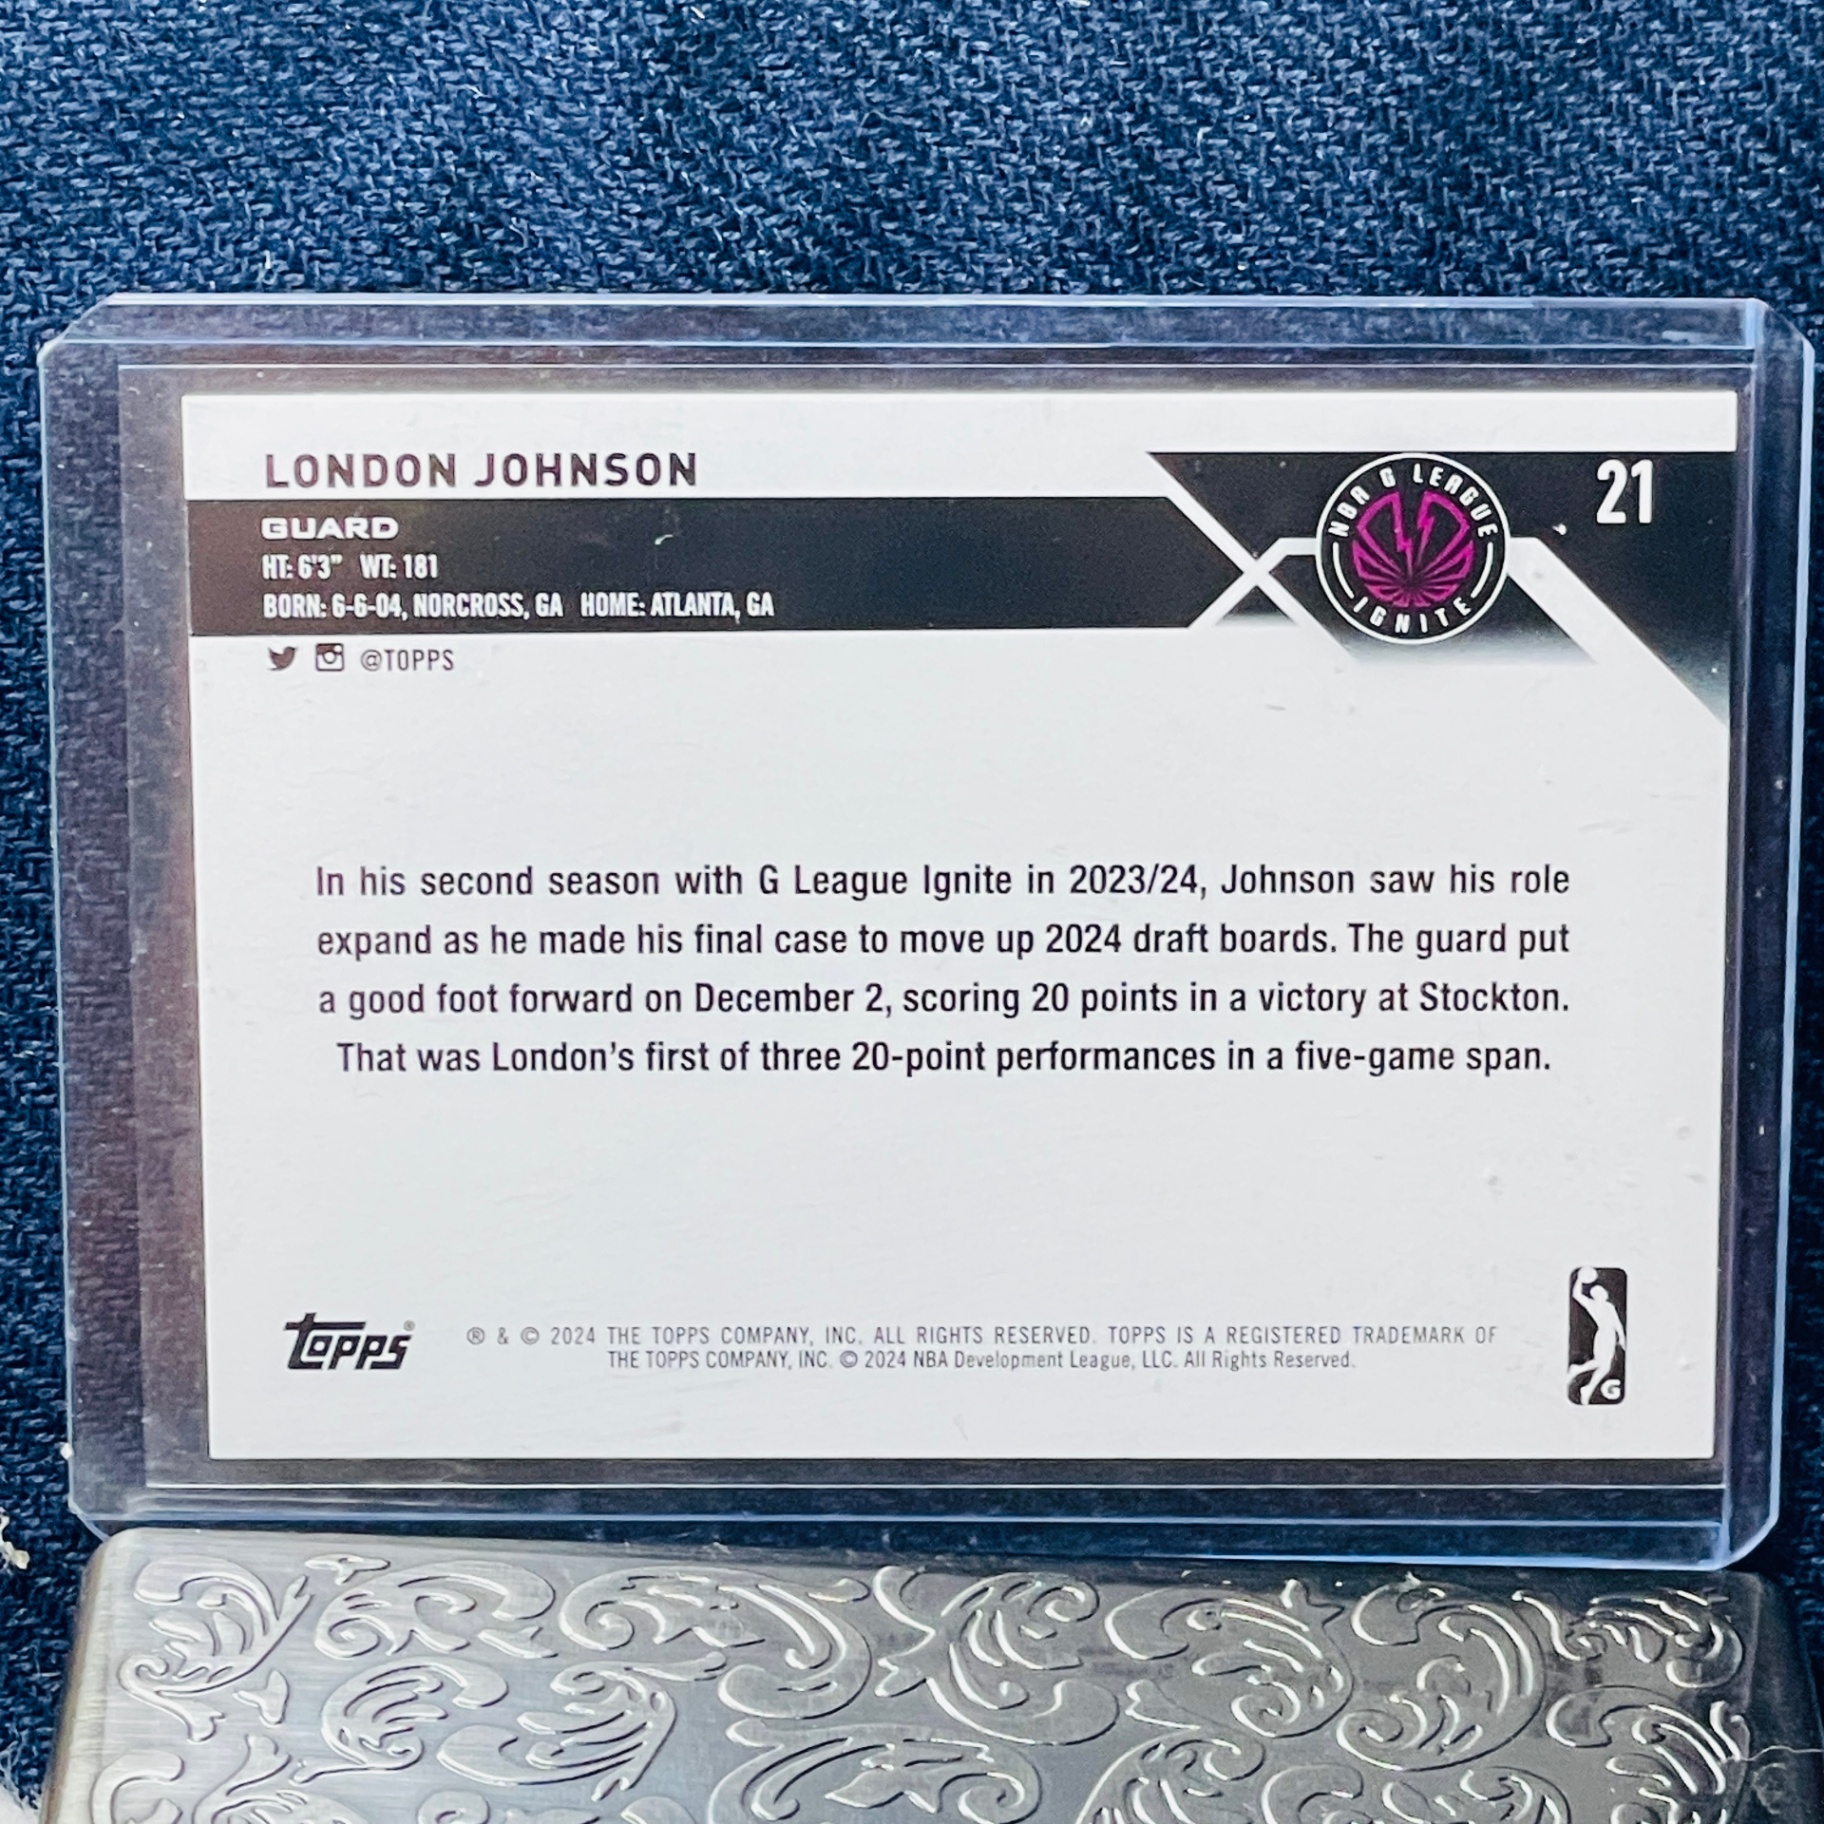 LONDON JOHNSON
21
NBA G LEAGUE
IGNITE
GUARD
HT: 6'3" WT: 181
BORN: 6-6-04, NORCROSS, GA HOME: ATLANTA, GA
@TOPPS
In his second season with G League Ignite in 2023/24, Johnson saw his role
expand as he made his final case to move up 2024 draft boards. The guard put
a good foot forward on December 2, scoring 20 points in a victory at Stockton.
That was London's first of three 20-point performances in a five-game span.
topps®
® & © 2024 THE TOPPS COMPANY, INC. ALL RIGHTS RESERVED. TOPPS IS A REGISTERED TRADEMARK OF
THE TOPPS COMPANY, INC. © 2024 NBA Development League, LLC. All Rights Reserved.
G